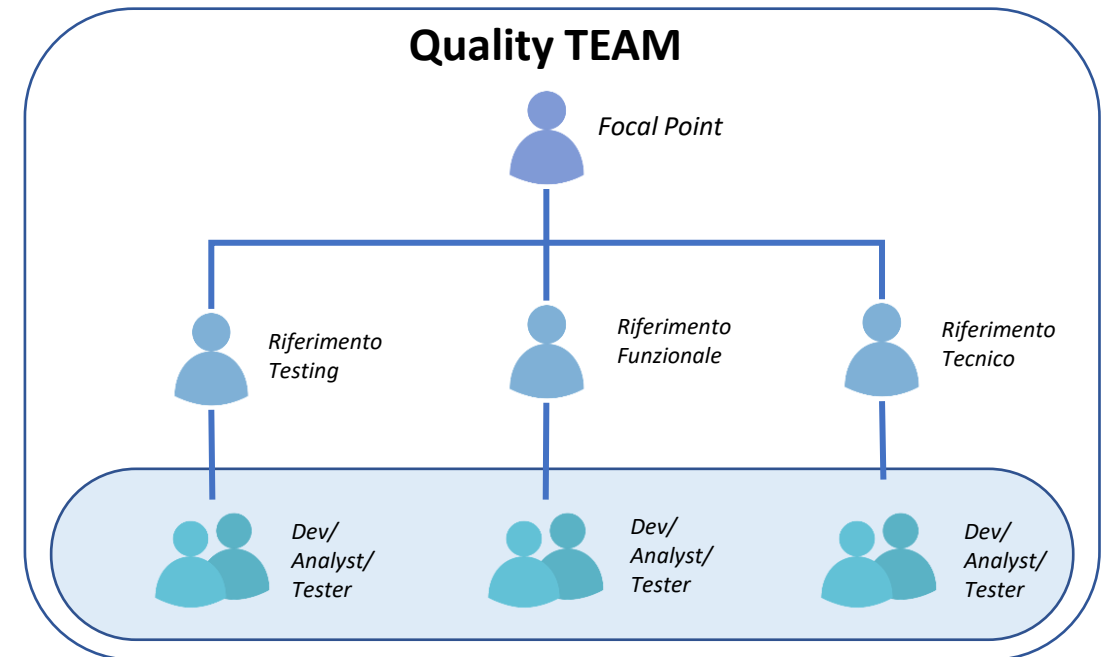 Quality TEAM
Focal Point
Riferimento
Testing
Riferimento
Funzionale
Riferimento
Tecnico
Dev/
Analyst/
Tester
Dev/
Analyst/
Tester
Dev/
Analyst/
Tester